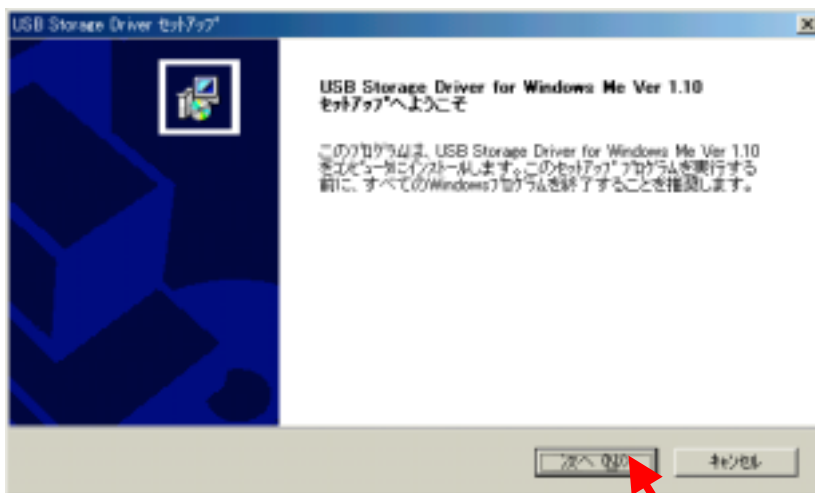 USB Storage Driver セットアップ
USB Storage Driver for Windows Me Ver 1.10
セットアップへようこそ
このプログラムは、USB Storage Driver for Windows Me Ver 1.10
をコンピュータにインストールします。このセットアップ プログラムを実行する
前に、すべてのWindowsプログラムを終了することを推奨します。
次へ
キャンセル